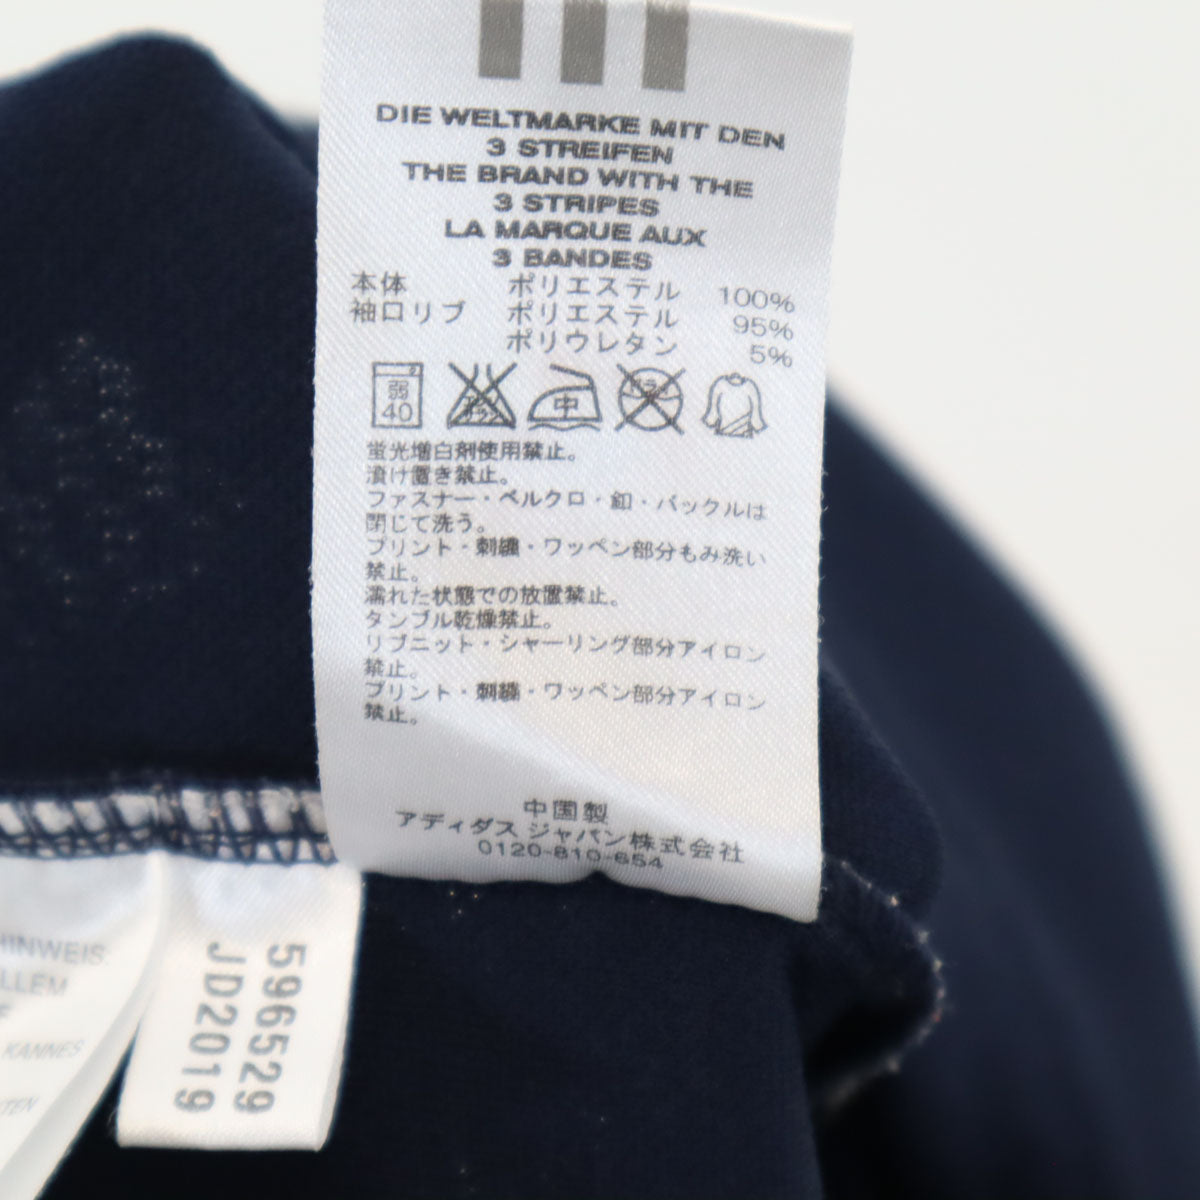 DIE WELTMARKE MIT DEN
3 STREIFEN
THE BRAND WITH THE
3 STRIPES
LA MARQUE AUX
3 BANDES
本体 ポリエステル 100%
袖口リブ ポリエステル 95%
ポリウレタン 5%
弱
40
中
蛍光増白剤使用禁止。
漬け置き禁止。
ファスナー・ベルクロ・釦・バックルは
閉じて洗う。
プリント・刺繍・ワッペン部分もみ洗い
禁止。
濡れた状態での放置禁止。
タンブル乾燥禁止。
リブニット・シャーリング部分アイロン
禁止。
プリント・刺繍・ワッペン部分アイロン
禁止。
中国製
アディダス ジャパン株式会社
0120-810-654
596529
JD2019
HINWEIS
KANNES